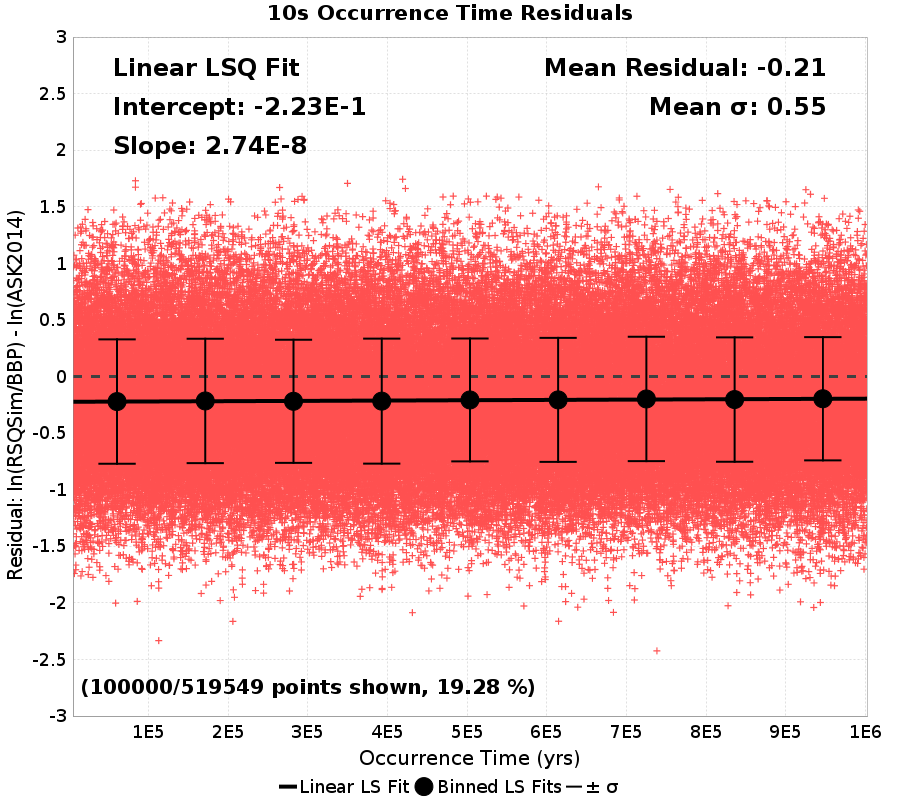 10s Occurrence Time Residuals
Linear LSQ Fit
Intercept: -2.23E-1
Slope: 2.74E-8
Mean Residual: -0.21
Mean σ: 0.55
3
2.5
2
1.5
1
0.5
0
-0.5
-1
-1.5
-2
-2.5
-3
Residual: ln(RSQSim/BBP) - ln(ASK2014)
(100000/519549 points shown, 19.28 %)
1E5 2E5 3E5 4E5 5E5 6E5 7E5 8E5 9E5 1E6
Occurrence Time (yrs)
Linear LS Fit Binned LS Fits ± σ